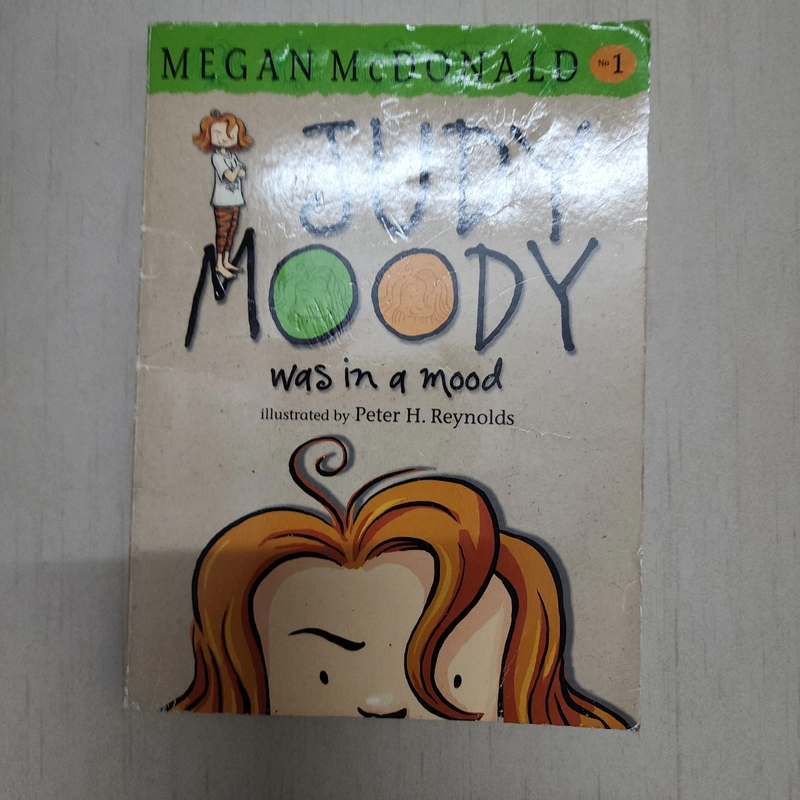 MEGAN McDONALD No 1
JUDY
MOODY
was in a mood
illustrated by Peter H. Reynolds